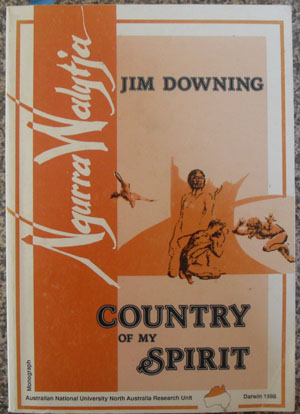 Ngurra Walytja
JIM DOWNING
COUNTRY
OF MY
SPIRIT
Monograph
Australian National University North Australia Research Unit
Darwin 1988